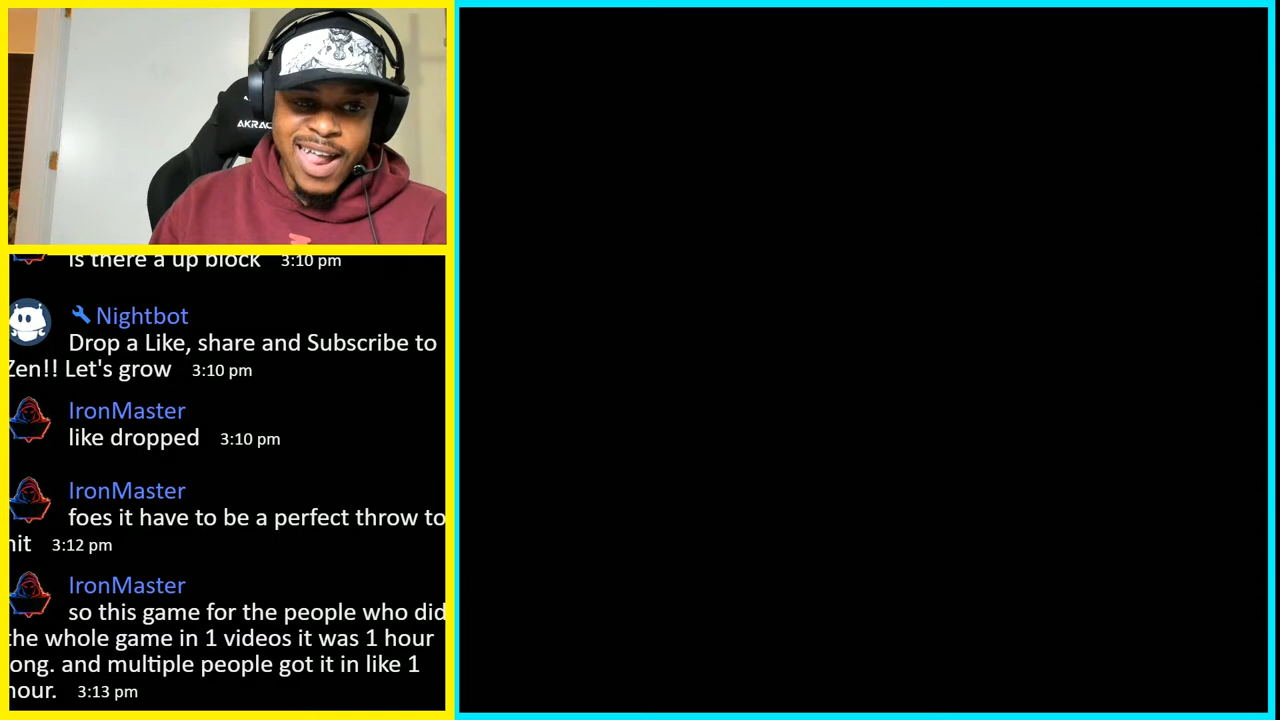 AKRAC
is there a up block 3:10 pm
Nightbot
Drop a Like, share and Subscribe to
Zen!! Let's grow 3:10 pm
IronMaster
like dropped 3:10 pm
IronMaster
foes it have to be a perfect throw to
hit 3:12 pm
IronMaster
so this game for the people who did
the whole game in 1 videos it was 1 hour
long. and multiple people got it in like 1
hour. 3:13 pm